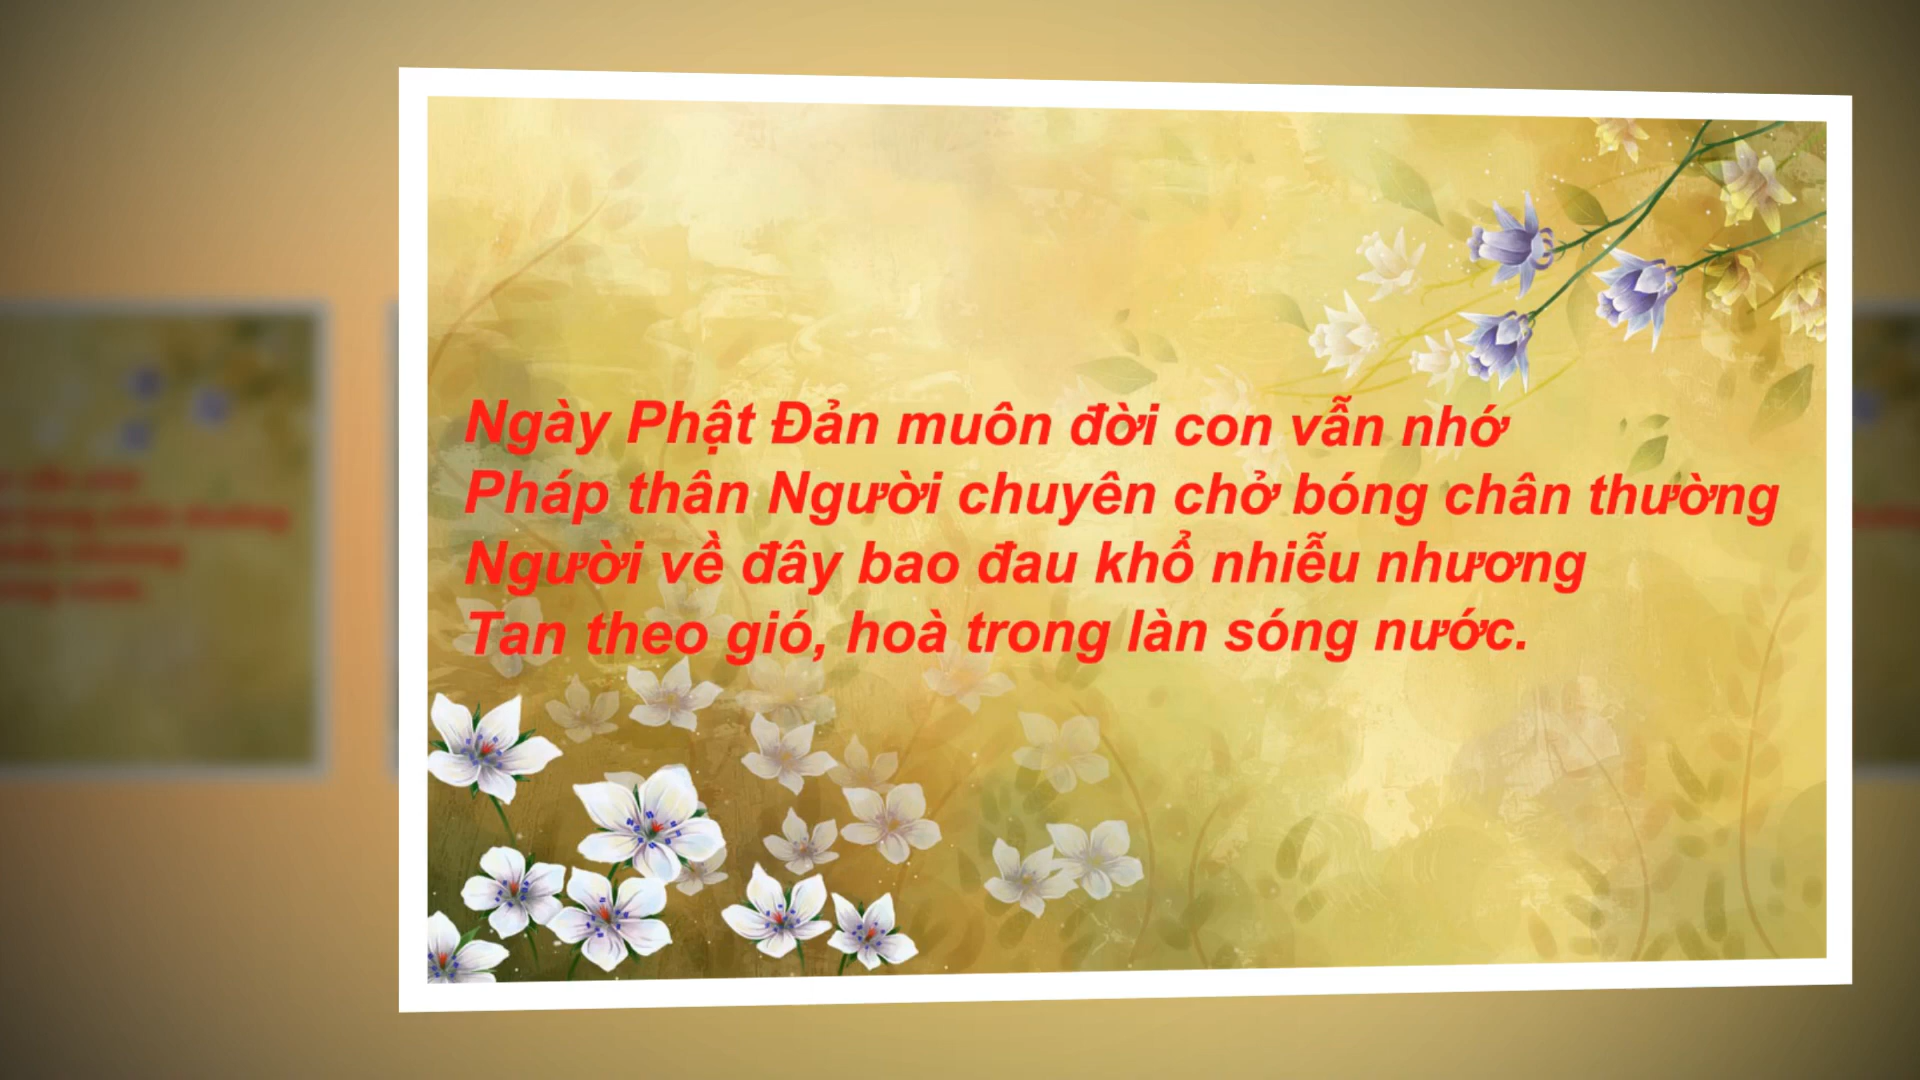 Ngày Phật Đản muôn đời con vẫn nhớ
Pháp thân Người chuyên chở bóng chân thường
Người về đây bao đau khổ nhiễu nhương
Tan theo gió, hoà trong làn sóng nước.